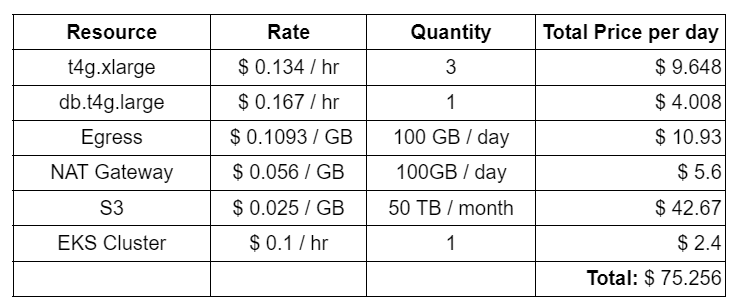 Resource Rate Quantity Total Price per day
t4g.xlarge $ 0.134 / hr 3 $ 9.648
db.t4g.large $ 0.167 / hr 1 $ 4.008
Egress $ 0.1093 / GB 100 GB / day $ 10.93
NAT Gateway $ 0.056 / GB 100GB / day $ 5.6
S3 $ 0.025 / GB 50 TB / month $ 42.67
EKS Cluster $ 0.1 / hr 1 $ 2.4
Total: $ 75.256